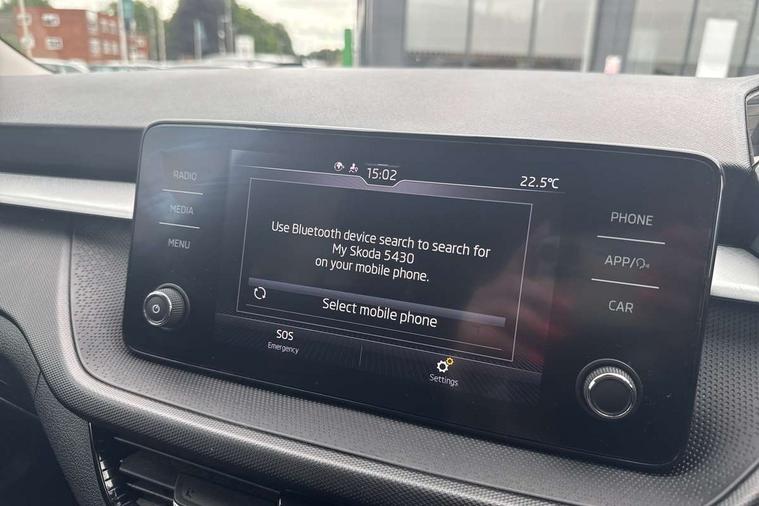 RADIO
MEDIA
MENU
15:02
22.5°C
Use Bluetooth device search to search for
My Skoda 5430
on your mobile phone.
Select mobile phone
SOS
Emergency
Settings
PHONE
APP/
CAR